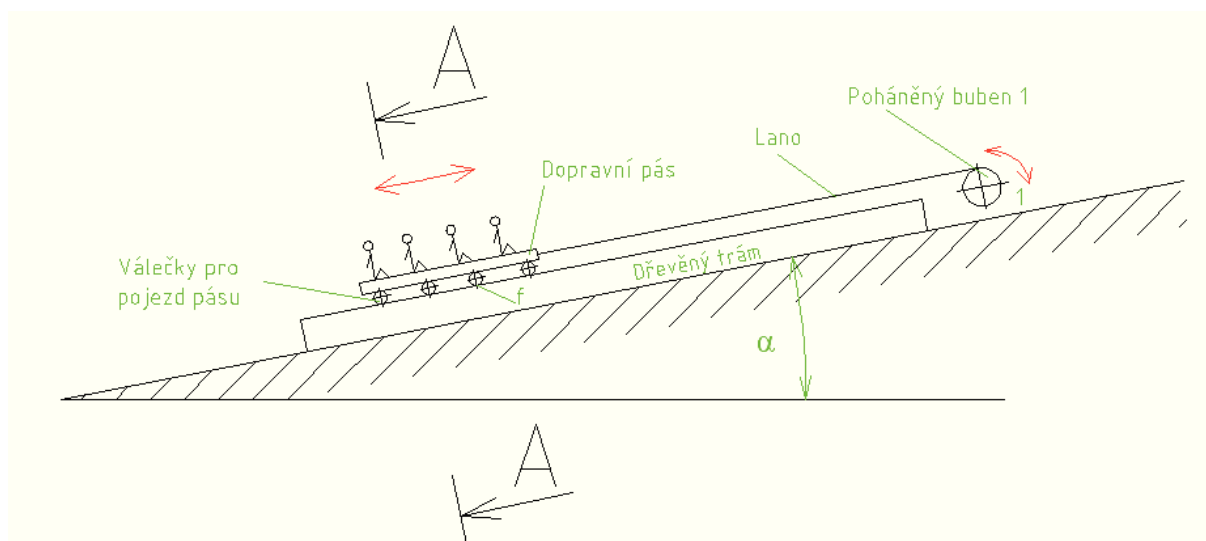 A
Poháněný buben 1
Lano
Dopravní pás
1
Válečky pro
pojezd pásu
Dřevěný trám
f
α
A